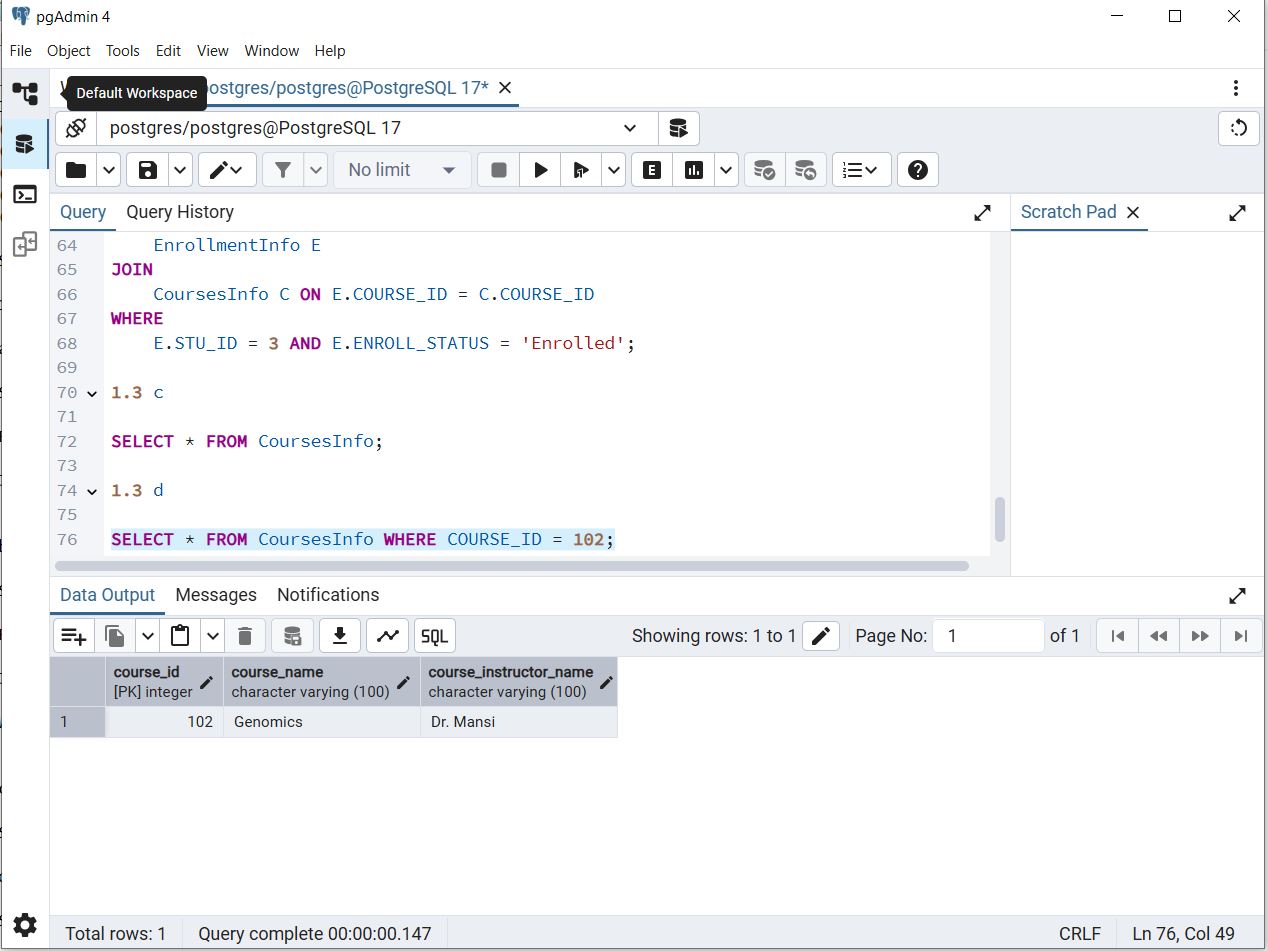 pgAdmin 4
File Object Tools Edit View Window Help
Default Workspace
postgres/postgres@PostgreSQL 17*
postgres/postgres@PostgreSQL 17
No limit
E
Query Query History
Scratch Pad
64 EnrollmentInfo E
65 JOIN
66 CoursesInfo C ON E.COURSE_ID = C.COURSE_ID
67 WHERE
68 E.STU_ID = 3 AND E.ENROLL_STATUS = 'Enrolled';
69
70 1.3 c
71
72 SELECT * FROM CoursesInfo;
73
74 1.3 d
75
76 SELECT * FROM CoursesInfo WHERE COURSE_ID = 102;
Data Output Messages Notifications
SQL Showing rows: 1 to 1 Page No: 1 of 1
course_id course_name course_instructor_name
[PK] integer character varying (100) character varying (100)
1 102 Genomics Dr. Mansi
Total rows: 1 Query complete 00:00:00.147 CRLF Ln 76, Col 49